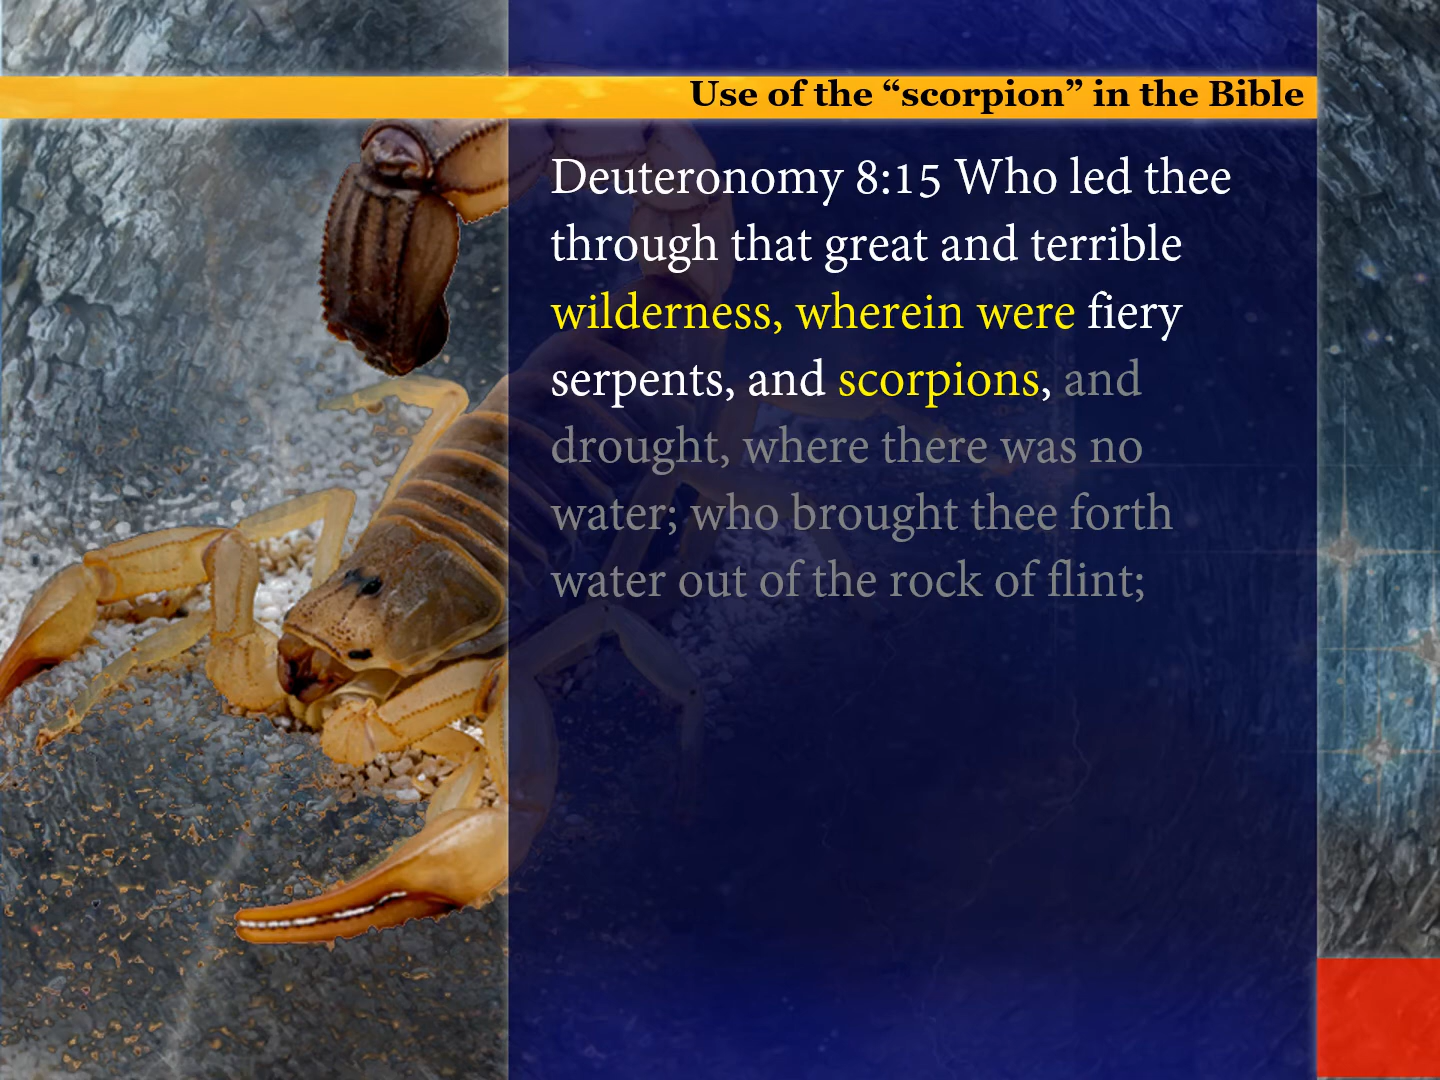 Use of the “scorpion” in the Bible
Deuteronomy 8:15 Who led thee
through that great and terrible
wilderness, wherein were fiery
serpents, and scorpions, and
drought, where there was no
water; who brought thee forth
water out of the rock of flint;